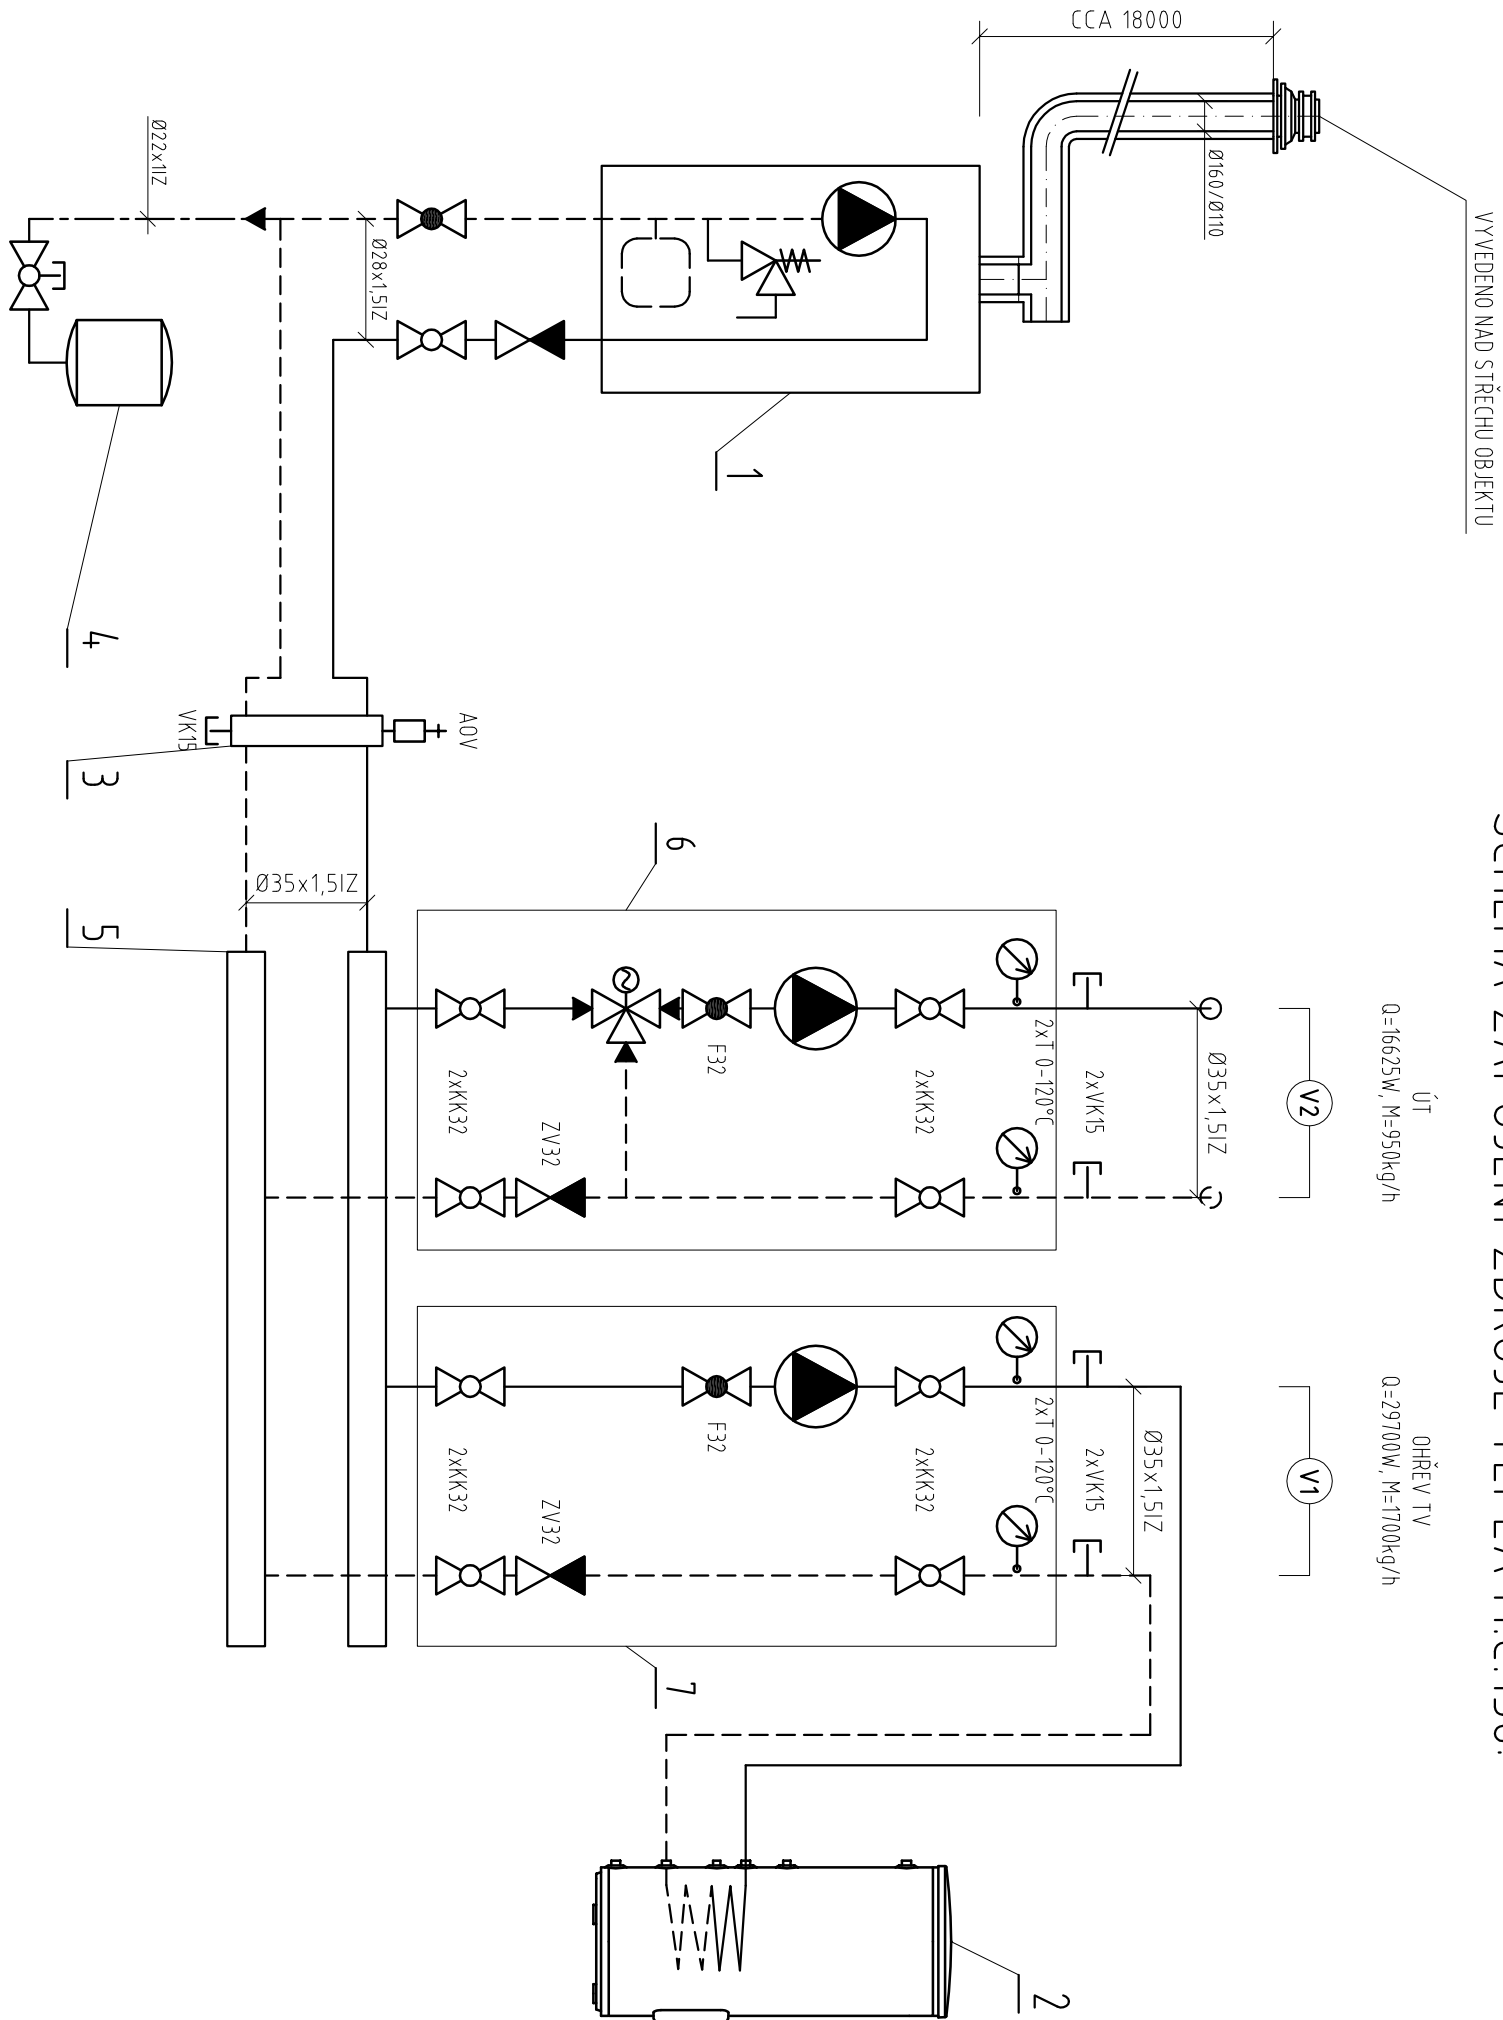 CCA 18000
Ø160/Ø110
VYVEDENO NAD STŘECHU OBJEKTU
Ø22x1IZ
Ø28x1,5IZ
1
4
VK15
AOV
3
5
Ø35x1,5IZ
6
ÚT
Q=16625W, M=950kg/h
V2
Ø35x1,5IZ
2xVK15
2xT 0-120°C
2xKK32
F32
ZV32
2xKK32
OHŘEV TV
Q=29700W, M=1700kg/h
V1
Ø35x1,5IZ
2xVK15
2xT 0-120°C
2xKK32
F32
ZV32
2xKK32
7
2